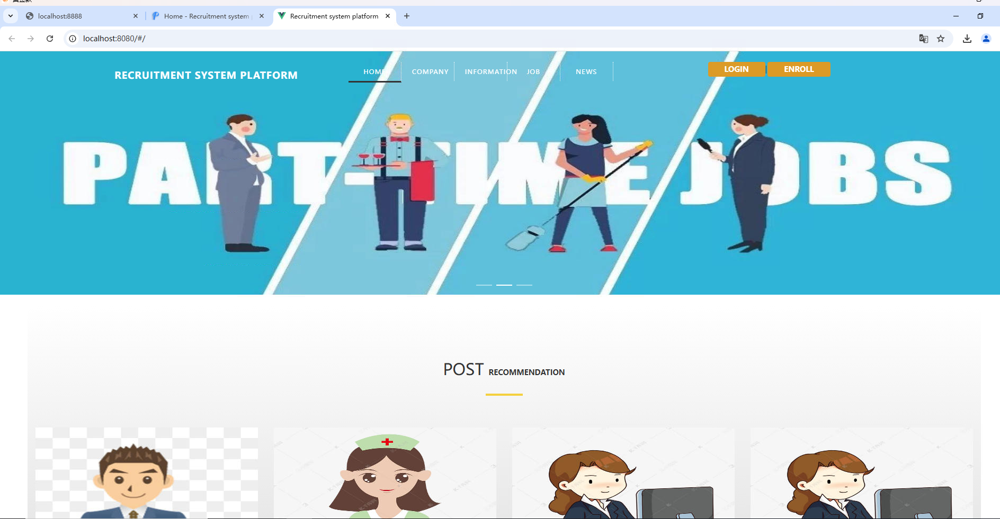 localhost:8888
Home - Recruitment system
Recruitment system platform
localhost:8080/#/
RECRUITMENT SYSTEM PLATFORM
HOME
COMPANY
INFORMATION
JOB
NEWS
LOGIN
ENROLL
PART-TIME JOBS
POST RECOMMENDATION